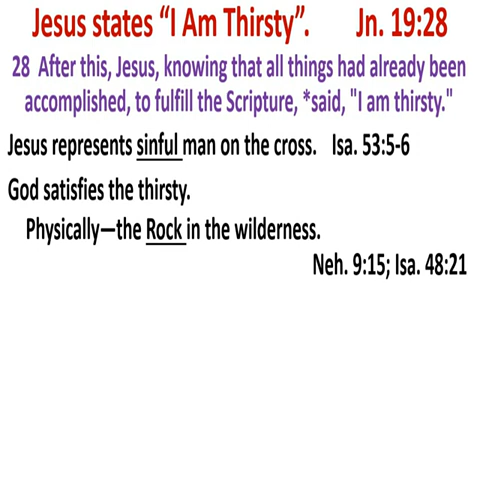 Jesus states “I Am Thirsty”. Jn. 19:28
28 After this, Jesus, knowing that all things had already been
accomplished, to fulfill the Scripture, *said, "I am thirsty."
Jesus represents sinful man on the cross. Isa. 53:5-6
God satisfies the thirsty.
Physically—the Rock in the wilderness.
Neh. 9:15; Isa. 48:21